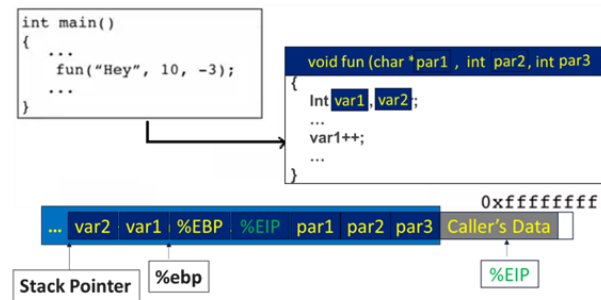 int main()
{
...
fun("Hey", 10, -3);
...
}
void fun (char *par1 , int par2, int par3
{
Int var1, var2;
...
var1++;
...
}
0xffffffff
... var2 var1 %EBP %EIP par1 par2 par3 Caller's Data
Stack Pointer
%ebp
%EIP